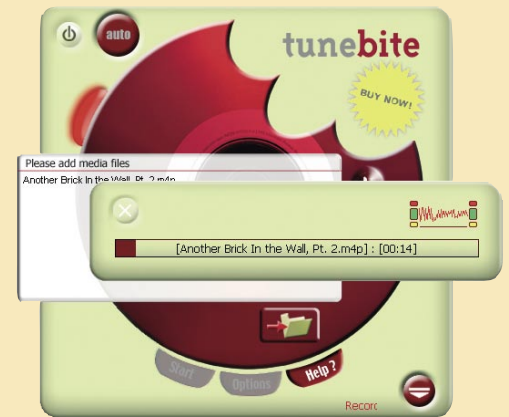 auto
tunebite
BUY NOW!
Please add media files
Another Brick In the Wall, Pt. 2.m4p
[Another Brick In the Wall, Pt. 2.m4p] : [00:14]
Start
Options
Help?
Record